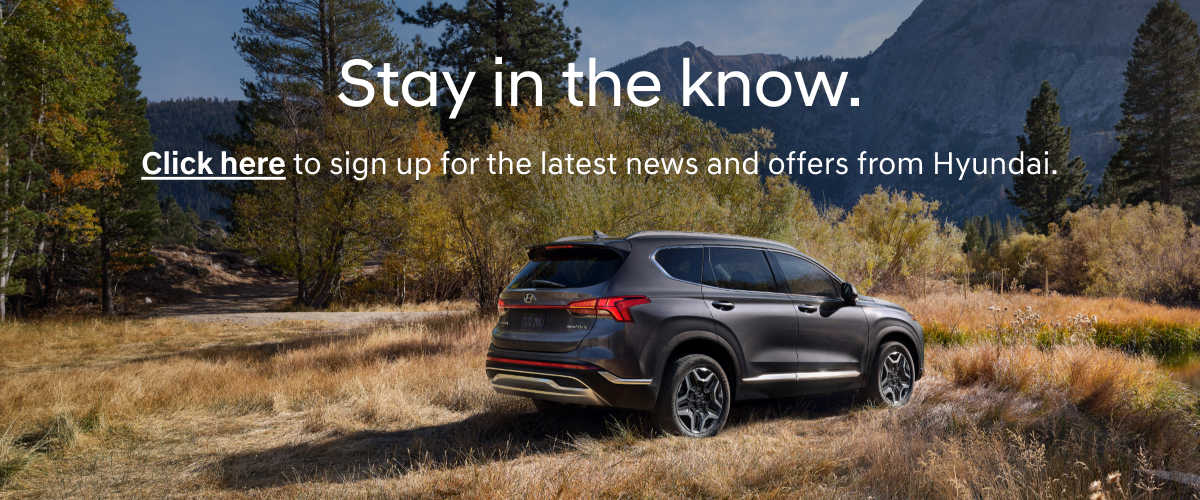 Stay in the know.
Click here to sign up for the latest news and offers from Hyundai.